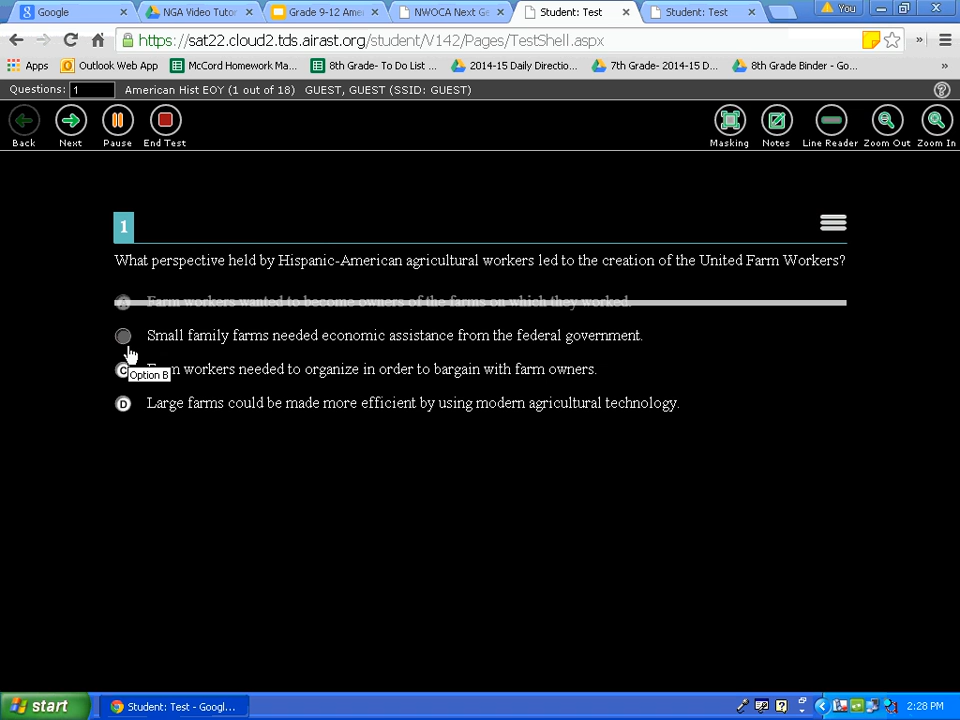 Google
NGA Video Tutor
Grade 9-12 Ame
NWOCA Next Ge
Student: Test
Student: Test
You
https://sat22.cloud2.tds.airast.org/student/V142/Pages/TestShell.aspx
Apps
Outlook Web App
McCord Homework Ma...
8th Grade- To Do List ...
2014-15 Daily Directio...
7th Grade- 2014-15 D...
8th Grade Binder - Go...
Questions: 1
American Hist EOY (1 out of 18) GUEST, GUEST (SSID: GUEST)
Back
Next
Pause
End Test
Masking
Notes
Line Reader
Zoom Out
Zoom In
1
What perspective held by Hispanic-American agricultural workers led to the creation of the United Farm Workers?
A Farm workers wanted to become owners of the farms on which they worked.
Small family farms needed economic assistance from the federal government.
C Farm workers needed to organize in order to bargain with farm owners.
Option B
D Large farms could be made more efficient by using modern agricultural technology.
start
Student: Test - Googl...
2:28 PM